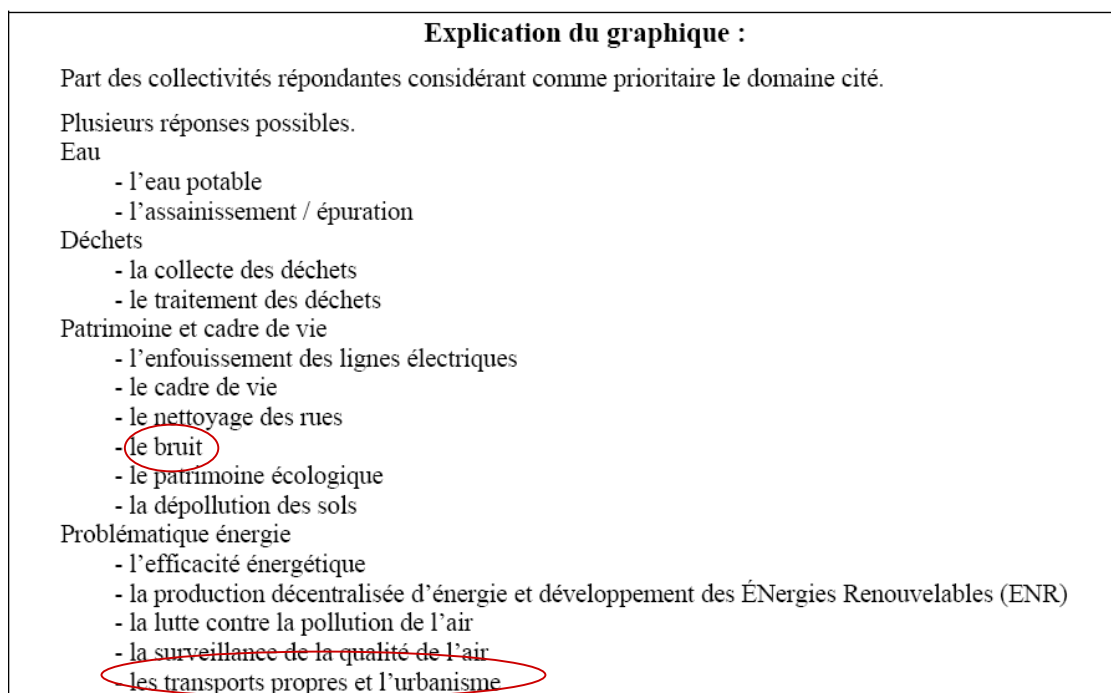 Explication du graphique :
Part des collectivités répondantes considérant comme prioritaire le domaine cité.
Plusieurs réponses possibles.
Eau
- l’eau potable
- l’assainissement / épuration
Déchets
- la collecte des déchets
- le traitement des déchets
Patrimoine et cadre de vie
- l’enfouissement des lignes électriques
- le cadre de vie
- le nettoyage des rues
- le bruit
- le patrimoine écologique
- la dépollution des sols
Problématique énergie
- l’efficacité énergétique
- la production décentralisée d’énergie et développement des ÉNergies Renouvelables (ENR)
- la lutte contre la pollution de l’air
- la surveillance de la qualité de l’air
- les transports propres et l’urbanisme